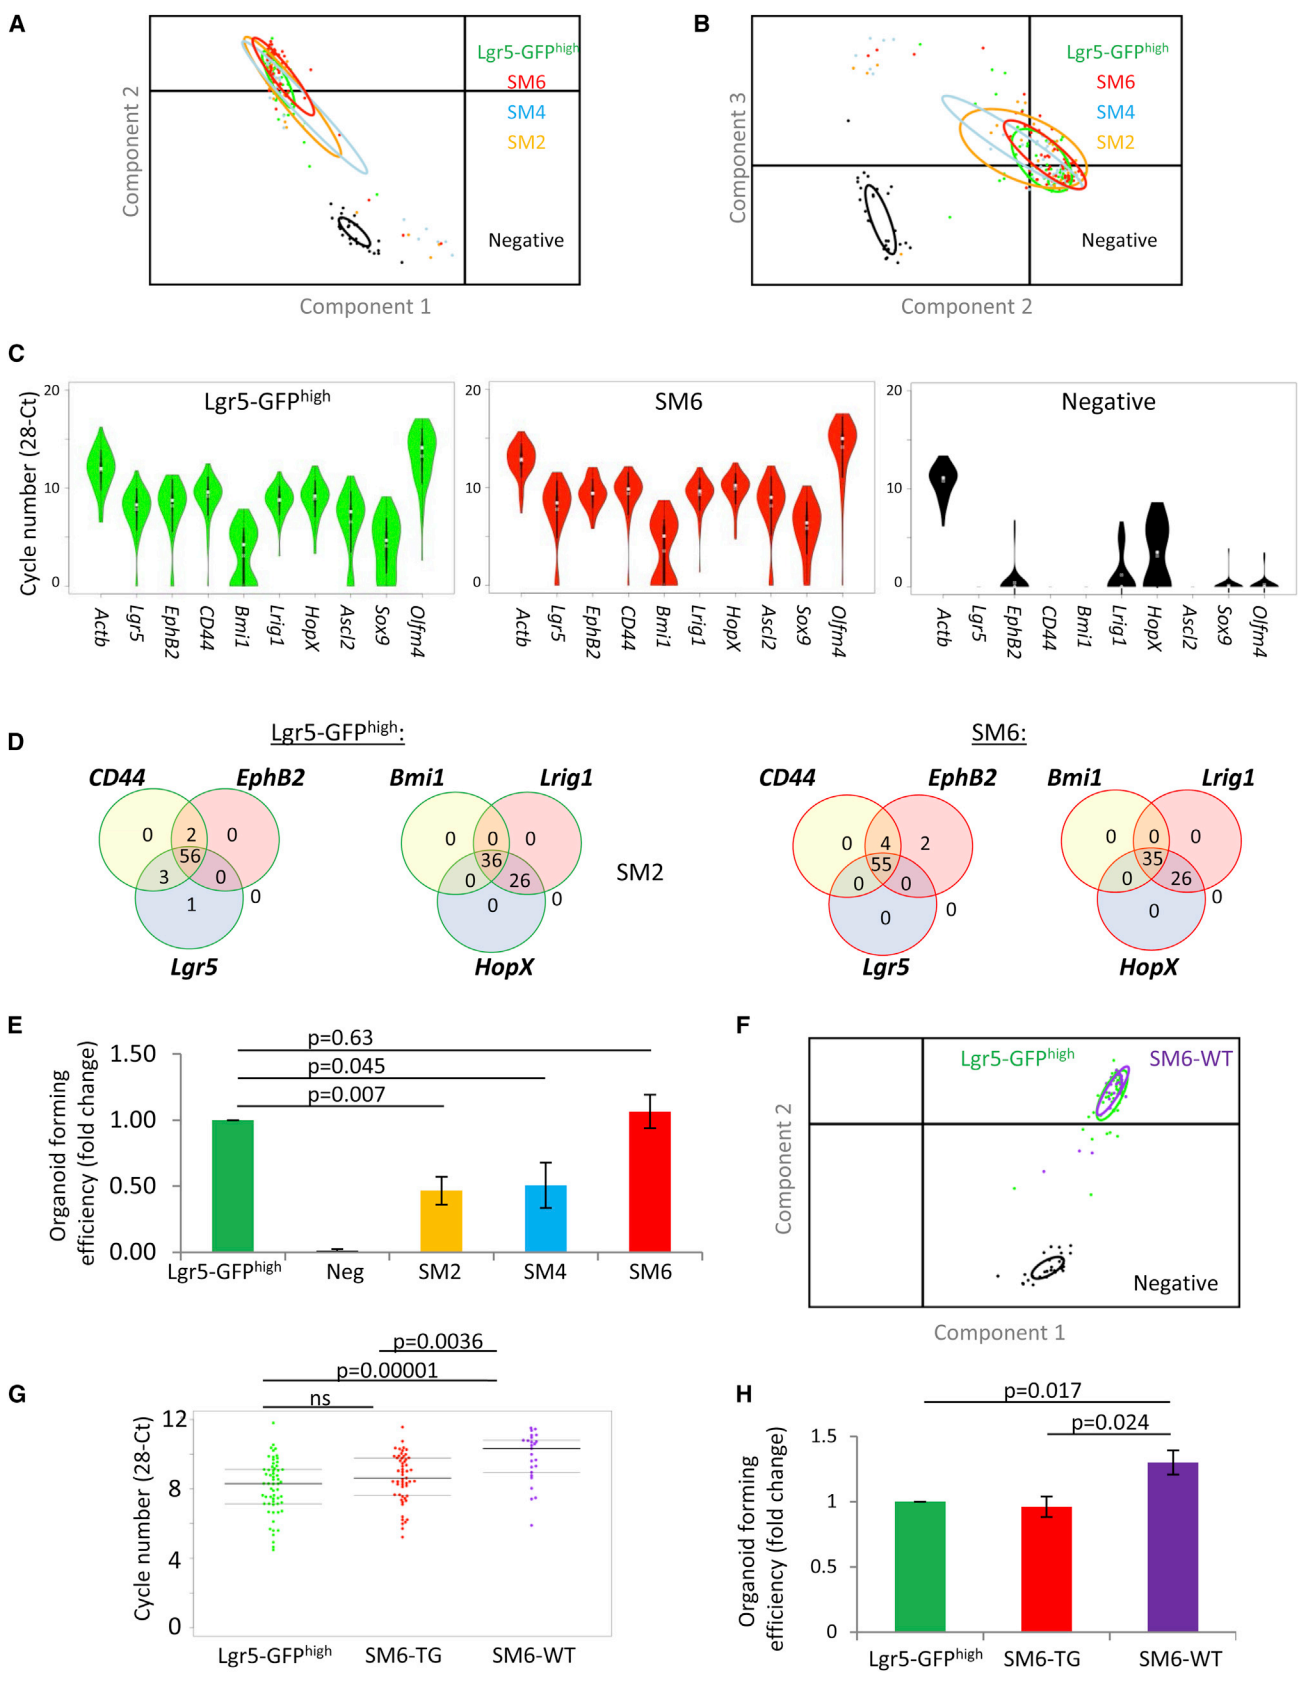 A
Lgr5-GFPhigh
SM6
SM4
SM2
Negative
Component 2
Component 1
B
Lgr5-GFPhigh
SM6
SM4
SM2
Negative
Component 3
Component 2
C
Cycle number (28-Ct)
20
10
0
Lgr5-GFPhigh
Actb
Lgr5
EphB2
CD44
Bmi1
Lrig1
HopX
Ascl2
Sox9
Olfm4
20
10
0
SM6
Actb
Lgr5
EphB2
CD44
Bmi1
Lrig1
HopX
Ascl2
Sox9
Olfm4
20
10
0
Negative
Actb
Lgr5
EphB2
CD44
Bmi1
Lrig1
HopX
Ascl2
Sox9
Olfm4
D
Lgr5-GFPhigh:
CD44 EphB2
0 2 0
56
3 0
1 0
Lgr5
Bmi1 Lrig1
0 0 0
36
0 26
0 0
HopX
SM2
SM6:
CD44 EphB2
0 4 2
55
0 0
0 0
Lgr5
Bmi1 Lrig1
0 0 0
35
0 26
0 0
HopX
E
p=0.63
p=0.045
p=0.007
Organoid forming
efficiency (fold change)
1.50
1.00
0.50
0.00
Lgr5-GFPhigh Neg SM2 SM4 SM6
F
Lgr5-GFPhigh SM6-WT
Negative
Component 2
Component 1
G
p=0.0036
p=0.00001
ns
Cycle number (28-Ct)
12
8
4
0
Lgr5-GFPhigh SM6-TG SM6-WT
H
p=0.017
p=0.024
Organoid forming
efficiency (fold change)
1.5
1
0.5
0
Lgr5-GFPhigh SM6-TG SM6-WT